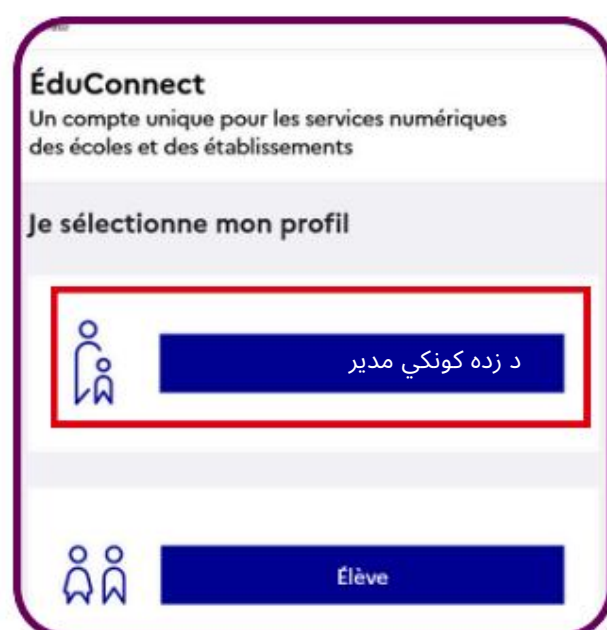 ÉduConnect
Un compte unique pour les services numériques
des écoles et des établissements
Je sélectionne mon profil
د زده کونکي مدیر
Élève